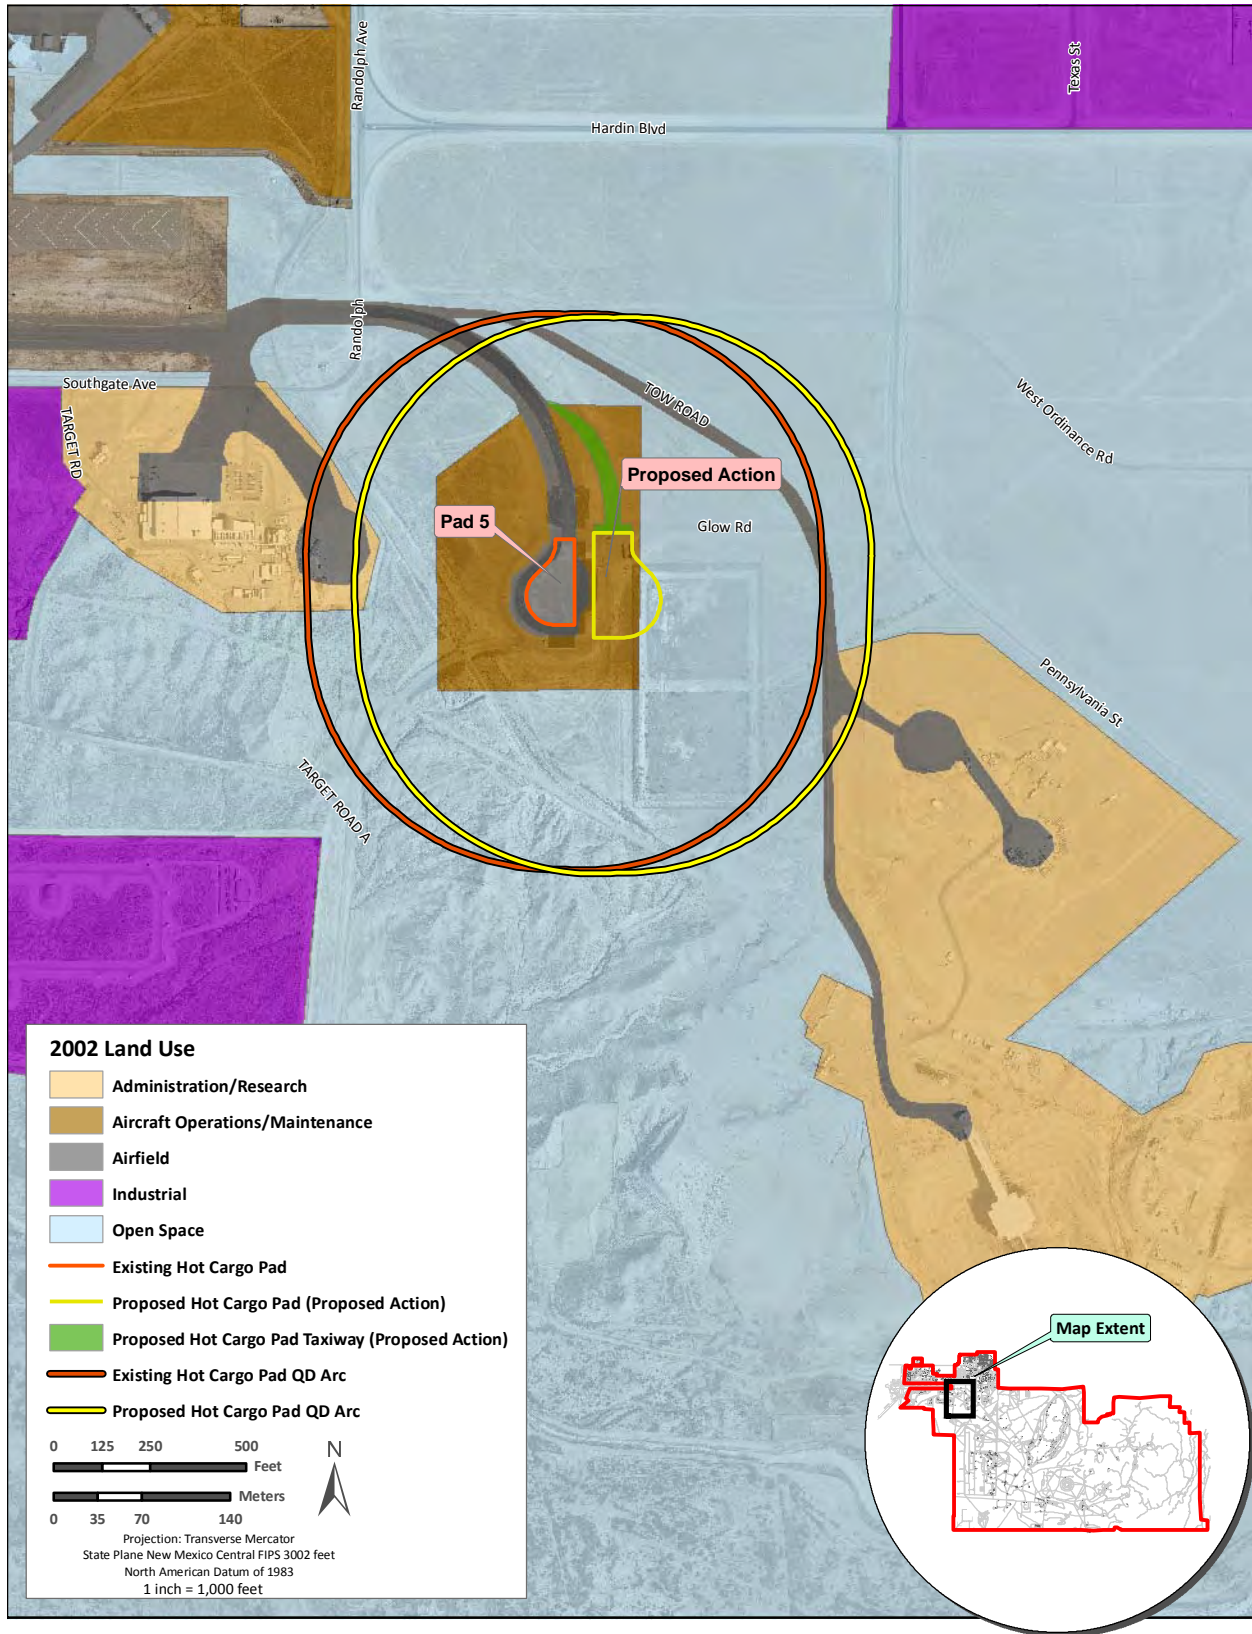 Randolph Ave
Texas St
Hardin Blvd
Randolph
Southgate Ave
TARGET RD
TOW ROAD
West Ordinance Rd
Proposed Action
Pad 5
Glow Rd
Pennsylvania St
TARGET ROAD A
2002 Land Use
Administration/Research
Aircraft Operations/Maintenance
Airfield
Industrial
Open Space
Existing Hot Cargo Pad
Proposed Hot Cargo Pad (Proposed Action)
Proposed Hot Cargo Pad Taxiway (Proposed Action)
Existing Hot Cargo Pad QD Arc
Proposed Hot Cargo Pad QD Arc
0 125 250 500
Feet
Meters
0 35 70 140
N
Projection: Transverse Mercator
State Plane New Mexico Central FIPS 3002 feet
North American Datum of 1983
1 inch = 1,000 feet
Map Extent